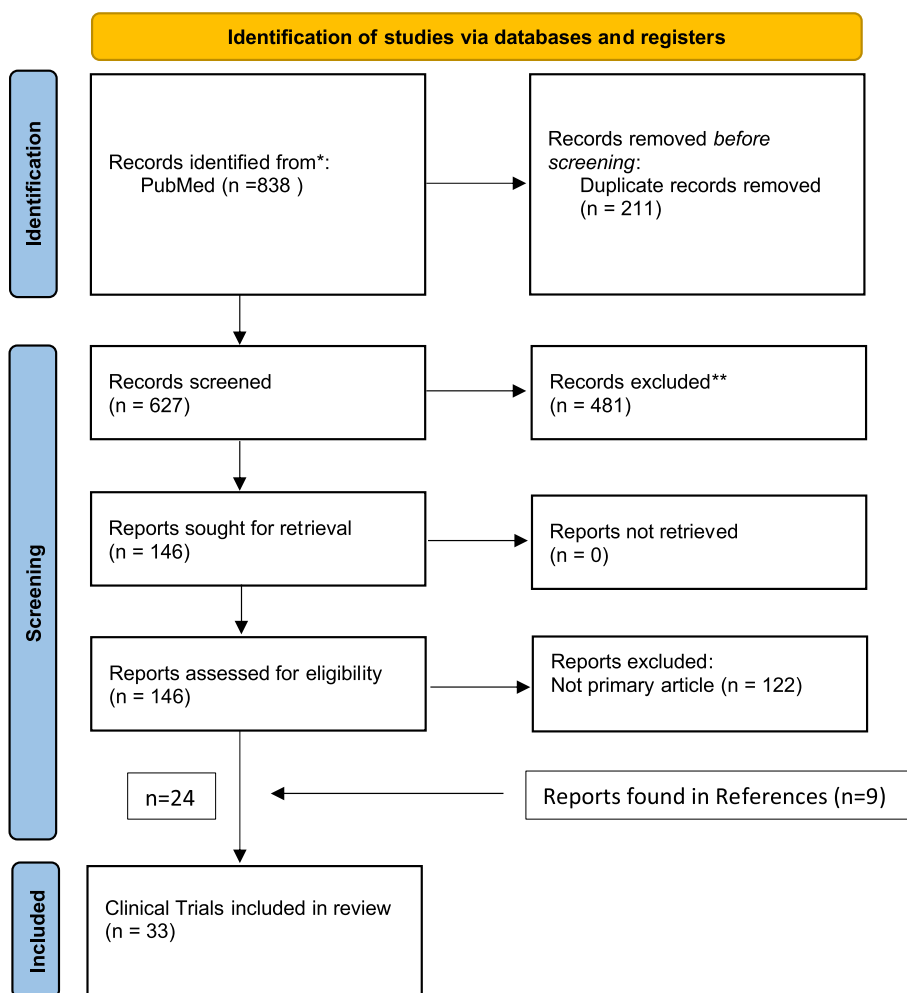 Identification of studies via databases and registers
Identification
Records identified from*:
PubMed (n =838 )
Records removed before
screening:
Duplicate records removed
(n = 211)
Screening
Records screened
(n = 627)
Records excluded**
(n = 481)
Reports sought for retrieval
(n = 146)
Reports not retrieved
(n = 0)
Reports assessed for eligibility
(n = 146)
Reports excluded:
Not primary article (n = 122)
n=24
Reports found in References (n=9)
Included
Clinical Trials included in review
(n = 33)